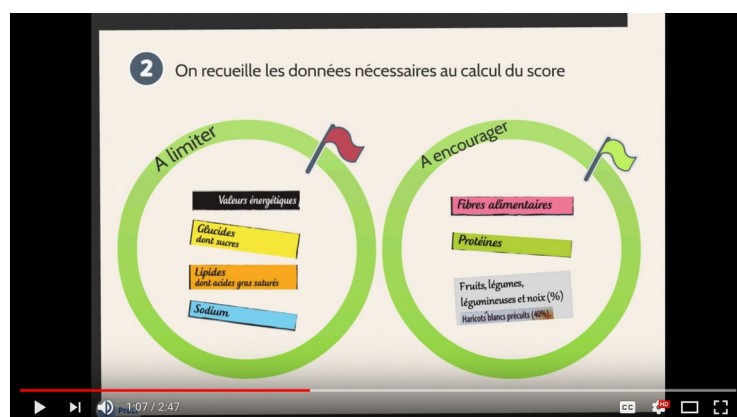 2 On recueille les données nécessaires au calcul du score
A limiter
Valeurs énergétiques
Glucides
dont sucres
Lipides
dont acides gras saturés
Sodium
A encourager
Fibres alimentaires
Protéines
Fruits, légumes,
légumineuses et noix (%)
Haricots blancs précuits (40%)
1:07 / 2:47
CC
HD